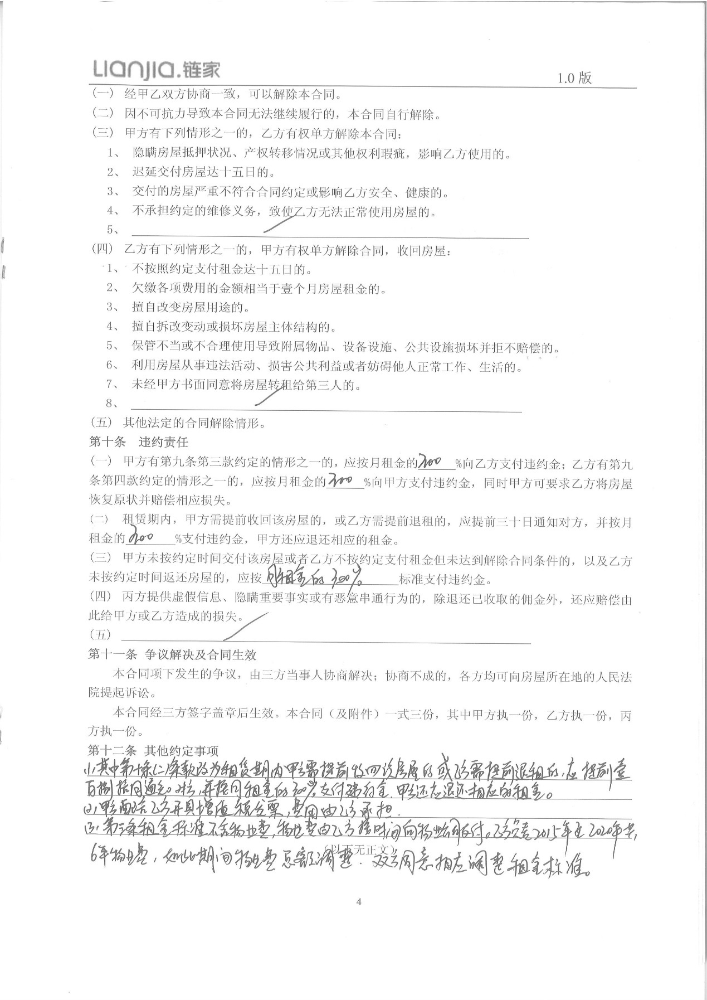 Lianjia.链家
1.0 版
(一) 经甲乙双方协商一致，可以解除本合同。
(二) 因不可抗力导致本合同无法继续履行的，本合同自行解除。
(三) 甲方有下列情形之一的，乙方有权单方解除本合同：
1、 隐瞒房屋抵押状况、产权转移情况或其他权利瑕疵，影响乙方使用的。
2、 迟延交付房屋达十五日的。
3、 交付的房屋严重不符合合同约定或影响乙方安全、健康的。
4、 不承担约定的维修义务，致使乙方无法正常使用房屋的。
5、
(四) 乙方有下列情形之一的，甲方有权单方解除合同，收回房屋：
1、 不按照约定支付租金达十五日的。
2、 欠缴各项费用的金额相当于壹个月房屋租金的。
3、 擅自改变房屋用途的。
4、 擅自拆改变动或损坏房屋主体结构的。
5、 保管不当或不合理使用导致附属物品、设备设施、公共设施损坏并拒不赔偿的。
6、 利用房屋从事违法活动、损害公共利益或者妨碍他人正常工作、生活的。
7、 未经甲方书面同意将房屋转租给第三人的。
8、
(五) 其他法定的合同解除情形。
第十条 违约责任
(一) 甲方有第九条第三款约定的情形之一的，应按月租金的300%向乙方支付违约金；乙方有第九
条第四款约定的情形之一的，应按月租金的300%向甲方支付违约金，同时甲方可要求乙方将房屋
恢复原状并赔偿相应损失。
(二) 租赁期内，甲方需提前收回该房屋的，或乙方需提前退租的，应提前三十日通知对方，并按月
租金的300%支付违约金，甲方还应退还相应的租金。
(三) 甲方未按约定时间交付该房屋或者乙方不按约定支付租金但未达到解除合同条件的，以及乙方
未按约定时间返还房屋的，应按月租金的300%标准支付违约金。
(四) 丙方提供虚假信息、隐瞒重要事实或有恶意串通行为的，除退还已收取的佣金外，还应赔偿由
此给甲方或乙方造成的损失。
(五)
第十一条 争议解决及合同生效
本合同项下发生的争议，由三方当事人协商解决；协商不成的，各方均可向房屋所在地的人民法
院提起诉讼。
本合同经三方签字盖章后生效。本合同（及附件）一式三份，其中甲方执一份，乙方执一份，丙
方执一份。
第十二条 其他约定事项
(1)、其中第十条(二)条款改为租赁期内甲方需提前收回该房屋的或乙方需提前退租的，应提前壹
百捌拾日通知对方，并按月租金的300%支付违约金，甲方还应退还相应的租金。
(2)、甲方配合乙方开具增值税发票，费用由乙方承担.
(3)、第三条租金标准不含物业费，物业费由乙方按时间向物业公司支付。乙方负责2015年至2020年共
（以下无正文）
6年物业费，如此期间物业费总额调整，双方同意相应调整租金标准。
4